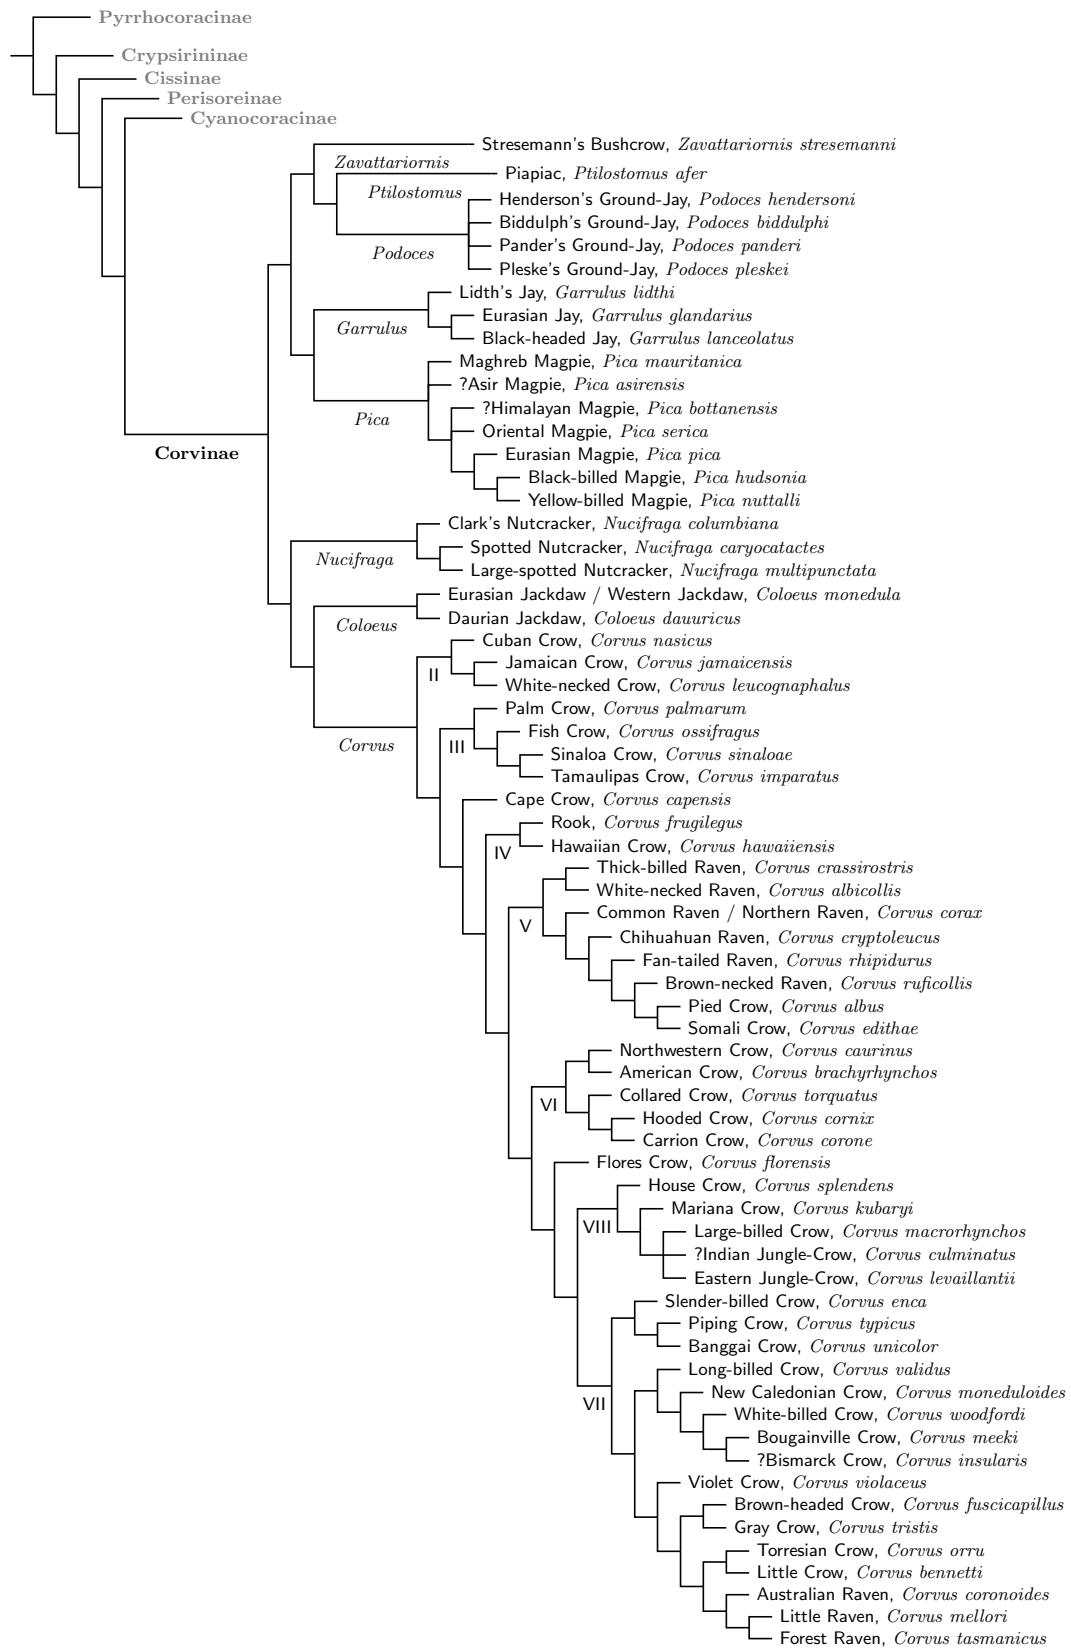 Pyrrhocoracinae
Crypsirininae
Cissinae
Perisoreinae
Cyanocoracinae
Stresemann's Bushcrow, Zavattariornis stresemanni
Zavattariornis
Piapiac, Ptilostomus afer
Ptilostomus
Henderson's Ground-Jay, Podoces hendersoni
Biddulph's Ground-Jay, Podoces biddulphi
Pander's Ground-Jay, Podoces panderi
Podoces
Pleske's Ground-Jay, Podoces pleskei
Lidth's Jay, Garrulus lidthi
Eurasian Jay, Garrulus glandarius
Garrulus
Black-headed Jay, Garrulus lanceolatus
Maghreb Magpie, Pica mauritanica
?Asir Magpie, Pica asirensis
?Himalayan Magpie, Pica bottanensis
Pica
Oriental Magpie, Pica serica
Corvinae
Eurasian Magpie, Pica pica
Black-billed Mapgie, Pica hudsonia
Yellow-billed Magpie, Pica nuttalli
Clark's Nutcracker, Nucifraga columbiana
Spotted Nutcracker, Nucifraga caryocatactes
Nucifraga
Large-spotted Nutcracker, Nucifraga multipunctata
Eurasian Jackdaw / Western Jackdaw, Coloeus monedula
Daurian Jackdaw, Coloeus dauuricus
Coloeus
Cuban Crow, Corvus nasicus
Jamaican Crow, Corvus jamaicensis
II
White-necked Crow, Corvus leucognaphalus
Palm Crow, Corvus palmarum
Fish Crow, Corvus ossifragus
Corvus
III
Sinaloa Crow, Corvus sinaloae
Tamaulipas Crow, Corvus imparatus
Cape Crow, Corvus capensis
Rook, Corvus frugilegus
Hawaiian Crow, Corvus hawaiiensis
IV
Thick-billed Raven, Corvus crassirostris
White-necked Raven, Corvus albicollis
Common Raven / Northern Raven, Corvus corax
V
Chihuahuan Raven, Corvus cryptoleucus
Fan-tailed Raven, Corvus rhipidurus
Brown-necked Raven, Corvus ruficollis
Pied Crow, Corvus albus
Somali Crow, Corvus edithae
Northwestern Crow, Corvus caurinus
American Crow, Corvus brachyrhynchos
Collared Crow, Corvus torquatus
VI
Hooded Crow, Corvus cornix
Carrion Crow, Corvus corone
Flores Crow, Corvus florensis
House Crow, Corvus splendens
Mariana Crow, Corvus kubaryi
VIII
Large-billed Crow, Corvus macrorhynchos
?Indian Jungle-Crow, Corvus culminatus
Eastern Jungle-Crow, Corvus levaillantii
Slender-billed Crow, Corvus enca
Piping Crow, Corvus typicus
Banggai Crow, Corvus unicolor
Long-billed Crow, Corvus validus
New Caledonian Crow, Corvus moneduloides
VII
White-billed Crow, Corvus woodfordi
Bougainville Crow, Corvus meeki
?Bismarck Crow, Corvus insularis
Violet Crow, Corvus violaceus
Brown-headed Crow, Corvus fuscicapillus
Gray Crow, Corvus tristis
Torresian Crow, Corvus orru
Little Crow, Corvus bennetti
Australian Raven, Corvus coronoides
Little Raven, Corvus mellori
Forest Raven, Corvus tasmanicus